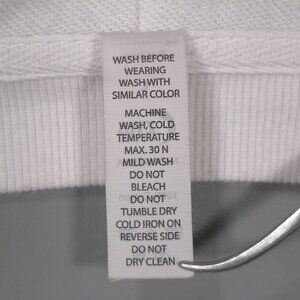 WASH BEFORE
WEARING
WASH WITH
SIMILAR COLOR
MACHINE
WASH, COLD
TEMPERATURE
MAX. 30 N
MILD WASH
DO NOT
BLEACH
DO NOT
TUMBLE DRY
COLD IRON ON
REVERSE SIDE
DO NOT
DRY CLEAN